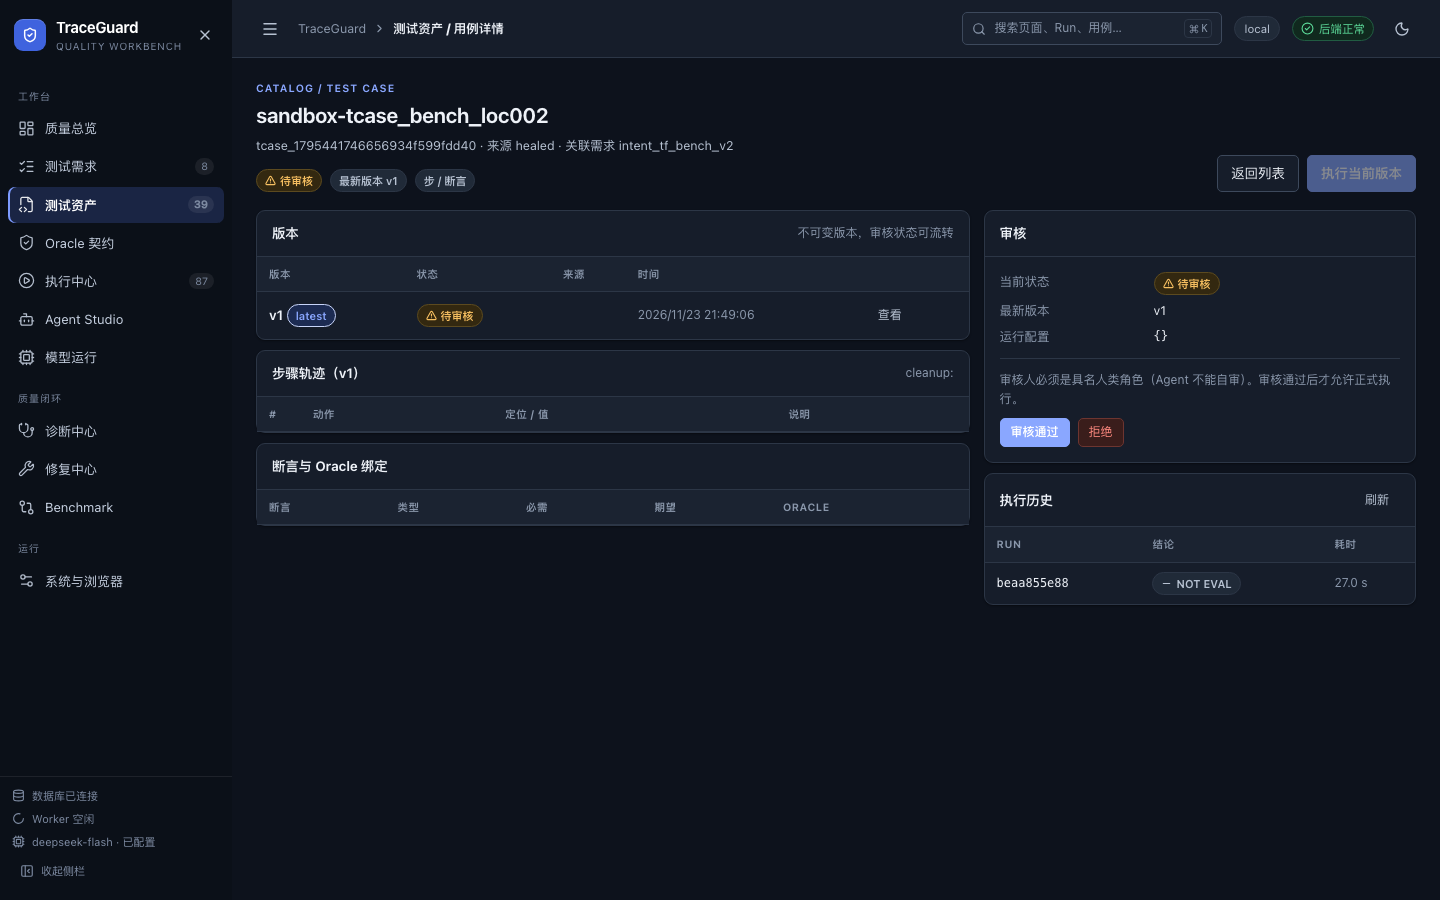 TraceGuard
QUALITY WORKBENCH
工作台
质量总览
测试需求 8
测试资产 39
Oracle 契约
执行中心 87
Agent Studio
模型运行
质量闭环
诊断中心
修复中心
Benchmark
运行
系统与浏览器
数据库已连接
Worker 空闲
deepseek-flash · 已配置
收起侧栏
TraceGuard > 测试资产 / 用例详情
搜索页面、Run、用例... ⌘ K
local
后端正常
CATALOG / TEST CASE
sandbox-tcase_bench_loc002
tcase_1795441746656934f599fdd40 · 来源 healed · 关联需求 intent_tf_bench_v2
待审核 最新版本 v1 步 / 断言
返回列表 执行当前版本
版本 不可变版本，审核状态可流转
版本 状态 来源 时间
v1 latest 待审核 2026/11/23 21:49:06 查看
步骤轨迹（v1） cleanup:
# 动作 定位 / 值 说明
断言与 Oracle 绑定
断言 类型 必需 期望 ORACLE
审核
当前状态 待审核
最新版本 v1
运行配置 {}
审核人必须是具名人类角色（Agent 不能自审）。审核通过后才允许正式执
行。
审核通过 拒绝
执行历史 刷新
RUN 结论 耗时
beaa855e88 — NOT EVAL 27.0 s